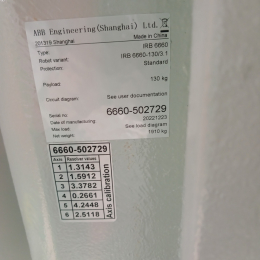 ABB Engineering(Shanghai) Ltd.
201319 Shanghai Made in CHINA
Type: IRB 6660
Robot variant: IRB 6660-130/3.1
Protection: Standard
Payload: 130 kg
Circuit diagram: See user documentation
Serial no: 6660-502729
Date of manufacturing: 20221223
Max load: See load diagram
Net weight: 1910 kg
6660-502729
Axis Resolver values
1 1.3143
2 1.5912
3 3.3782
4 0.2661
5 4.2448
6 2.5118
Axis calibration